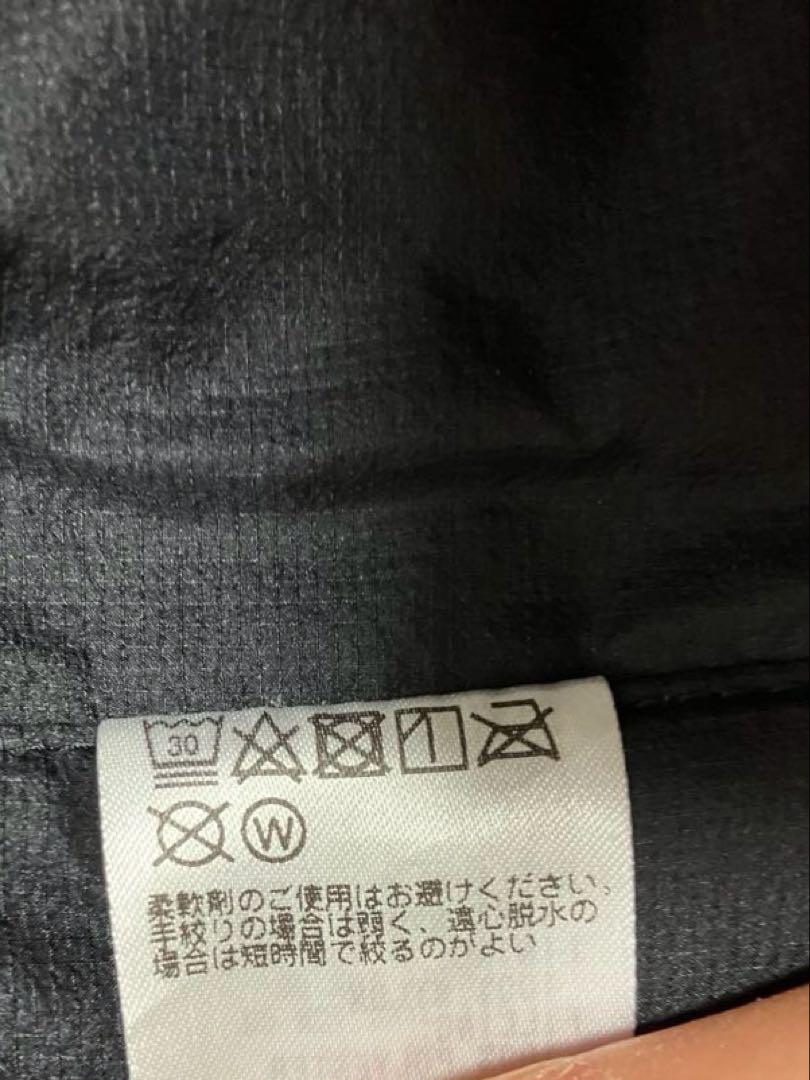 30
W
柔軟剤のご使用はお避けください、
手絞りの場合は弱く、遠心脱水の
場合は短時間で絞るのがよい